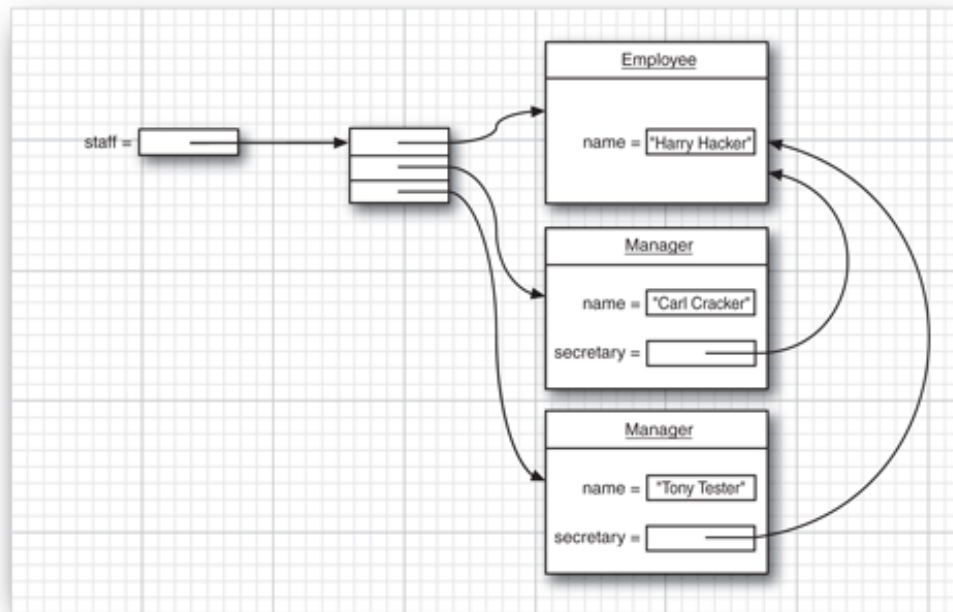 Employee
staff =
name = "Harry Hacker"
Manager
name = "Carl Cracker"
secretary =
Manager
name = "Tony Tester"
secretary =